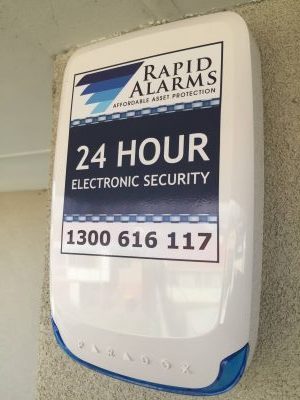 RAPID
ALARMS
AFFORDABLE ASSET PROTECTION
24 HOUR
ELECTRONIC SECURITY
1300 616 117
PARADOX